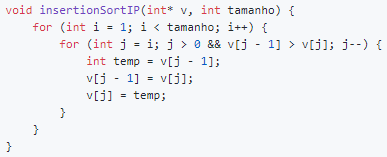 void insertionSortIP(int* v, int tamanho) {
    for (int i = 1; i < tamanho; i++) {
        for (int j = i; j > 0 && v[j - 1] > v[j]; j--) {
            int temp = v[j - 1];
            v[j - 1] = v[j];
            v[j] = temp;
        }
    }
}